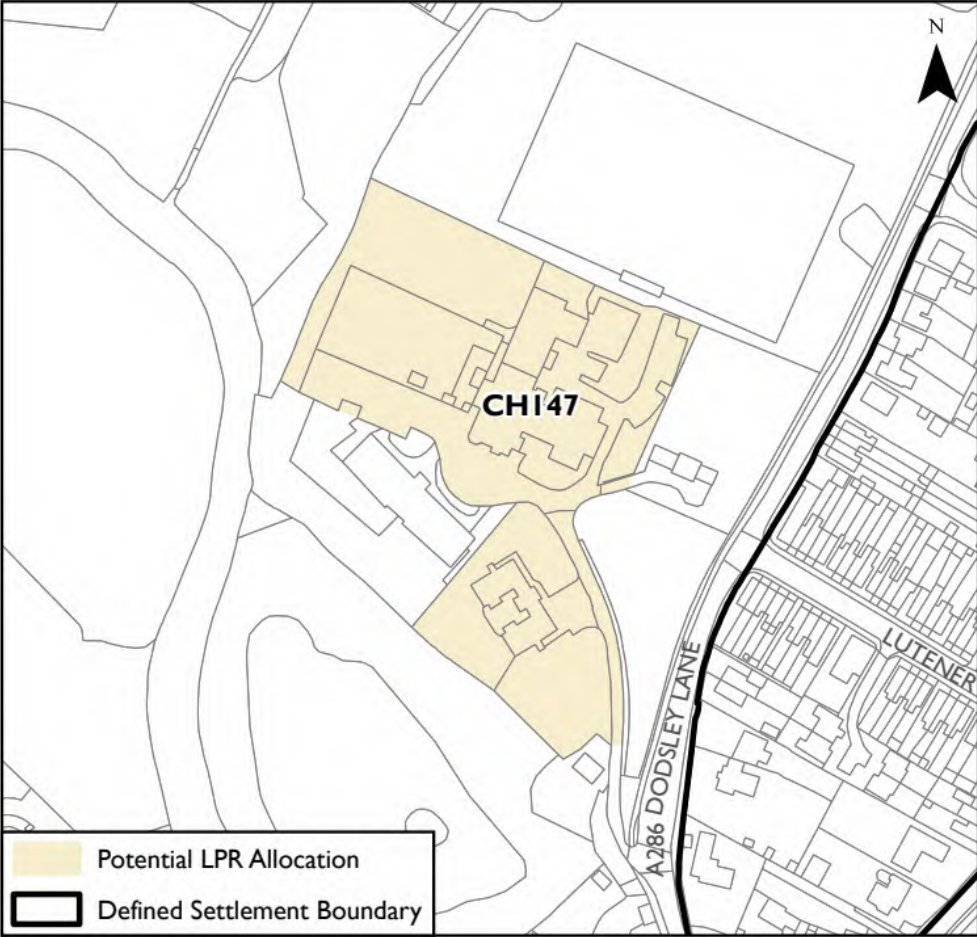 N
CH147
LUTENER
A286 DODSLEY LANE
Potential LPR Allocation
Defined Settlement Boundary